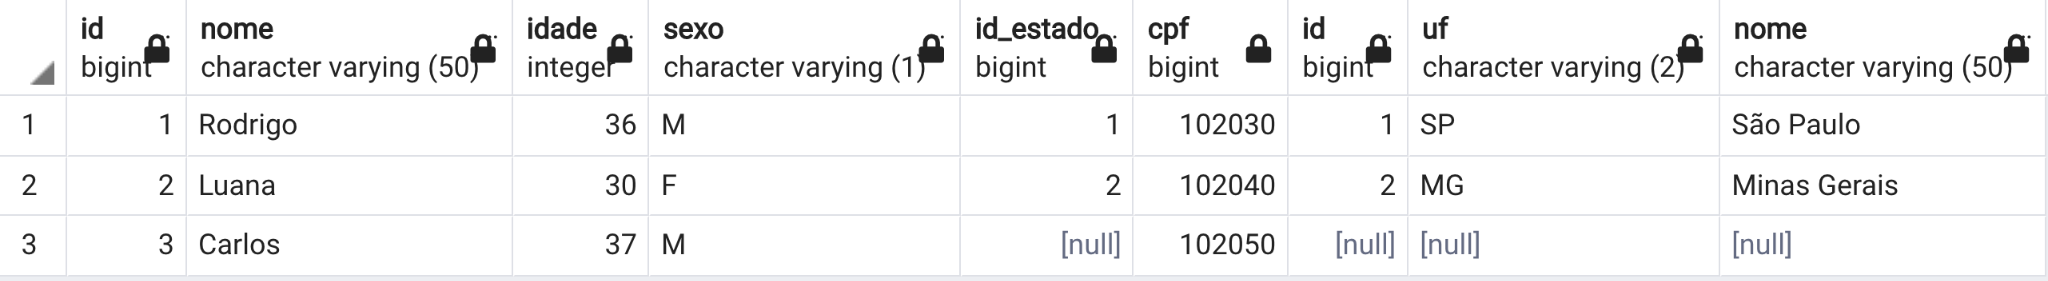 id nome idade sexo id_estado cpf id uf nome
bigint character varying (50) integer character varying (1) bigint bigint bigint character varying (2) character varying (50)
1 1 Rodrigo 36 M 1 102030 1 SP São Paulo
2 2 Luana 30 F 2 102040 2 MG Minas Gerais
3 3 Carlos 37 M [null] 102050 [null] [null] [null]